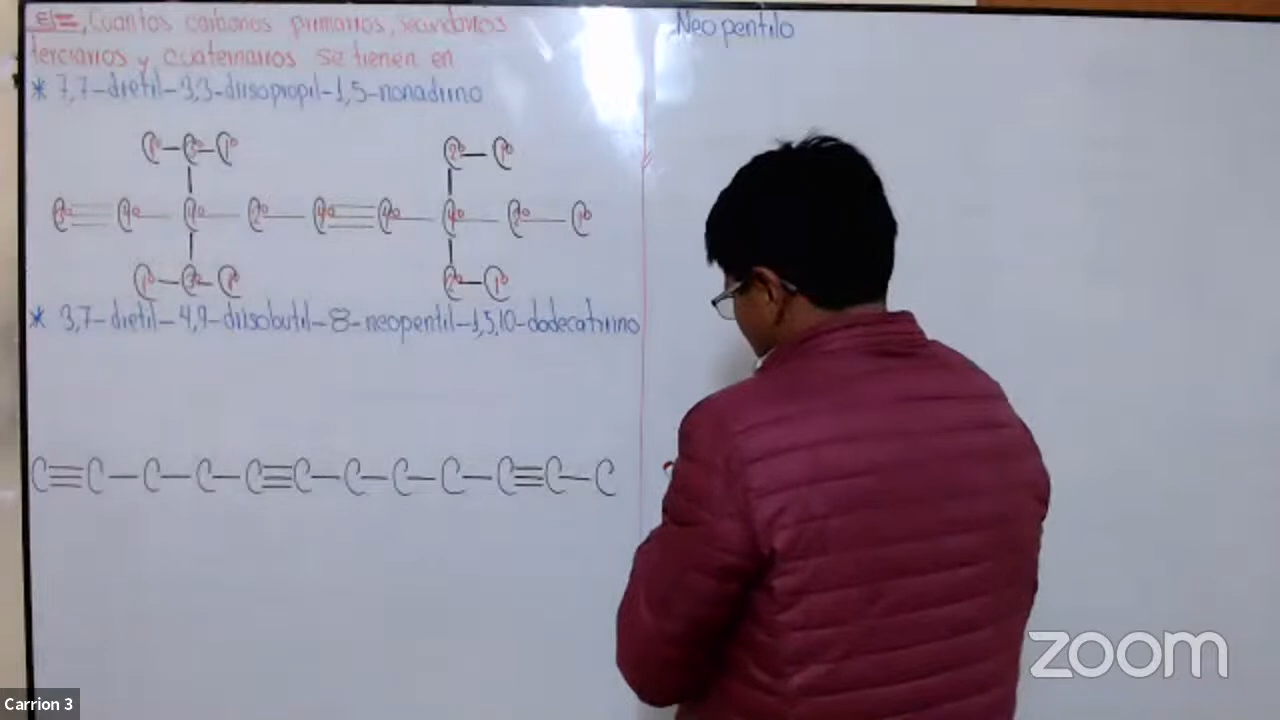 Ej=, Cuantos carbonos primarios, secundarios
terciarios y cuaternarios se tienen en
* 7,7-dietil-3,3-diisopropil-1,5-nonadiino
C-C-C C-C
C≡C-C-C-C≡C-C-C-C
C-C-C C-C
* 3,7-dietil-4,9-diisobutil-8-neopentil-1,5,10-dodecatriino
C≡C-C-C-C≡C-C-C-C-C≡C-C
Neopentilo
zoom
Carrion 3